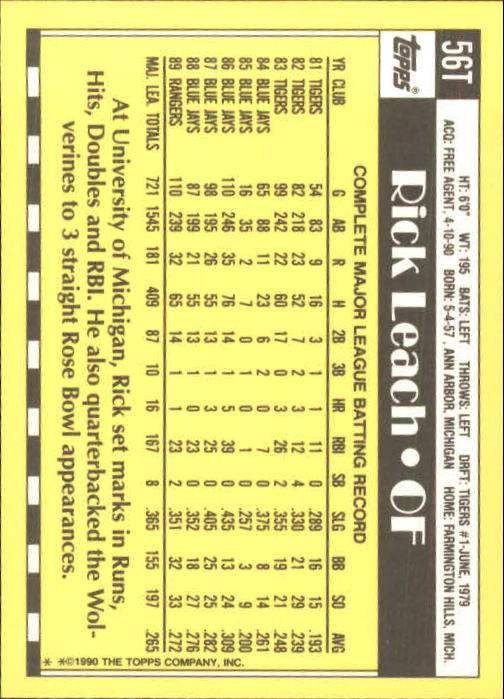 56T
HT: 6'0" WT: 195 BATS: LEFT THROWS: LEFT DRFT: TIGERS #1-JUNE, 1979
ACQ: FREE AGENT, 4-10-90 BORN: 5-4-57, ANN ARBOR, MICHIGAN HOME: FARMINGTON HILLS, MICH.
topps®
Rick Leach • OF
COMPLETE MAJOR LEAGUE BATTING RECORD
YR CLUB G AB R H 2B 3B HR RBI SB SLG BB SO AVG
81 TIGERS 54 83 9 16 3 1 1 11 0 .289 16 15 .193
82 TIGERS 82 218 23 52 7 2 3 12 4 .330 21 29 .239
83 TIGERS 99 242 22 60 17 0 3 26 2 .355 19 21 .248
84 BLUE JAYS 65 88 11 23 6 2 0 7 0 .375 8 14 .261
85 BLUE JAYS 16 35 2 7 0 1 0 1 0 .257 3 9 .200
86 BLUE JAYS 110 246 35 76 14 1 5 39 0 .435 13 24 .309
87 BLUE JAYS 98 195 26 55 13 1 3 25 0 .405 25 25 .282
88 BLUE JAYS 87 199 21 55 13 1 0 23 0 .352 18 27 .276
89 RANGERS 110 239 32 65 14 1 1 23 2 .351 32 33 .272
MAJ. LEA. TOTALS 721 1545 181 409 87 10 16 167 8 .365 155 197 .265
At University of Michigan, Rick set marks in Runs,
Hits, Doubles and RBI. He also quarterbacked the Wol-
verines to 3 straight Rose Bowl appearances.
* *©1990 THE TOPPS COMPANY, INC.